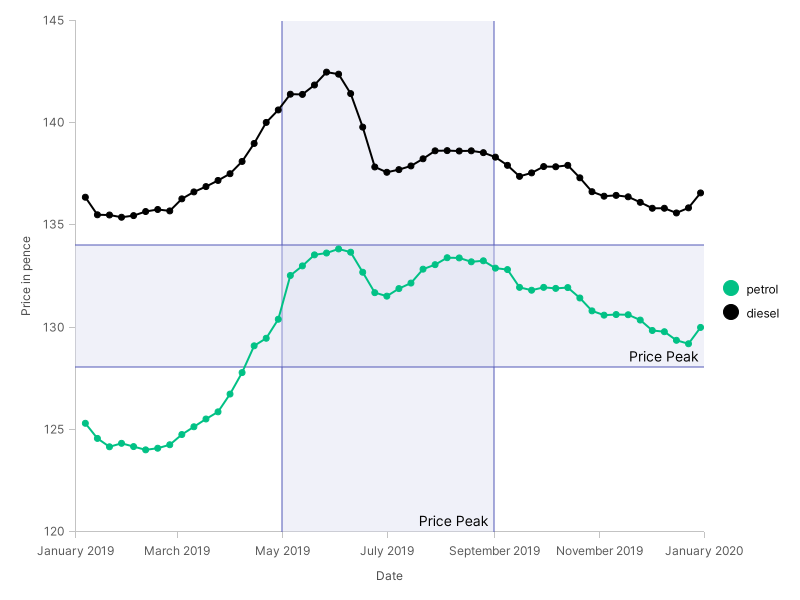 145
140
135
130
125
120
Price in pence
January 2019
March 2019
May 2019
July 2019
September 2019
November 2019
January 2020
Date
Price Peak
Price Peak
petrol
diesel